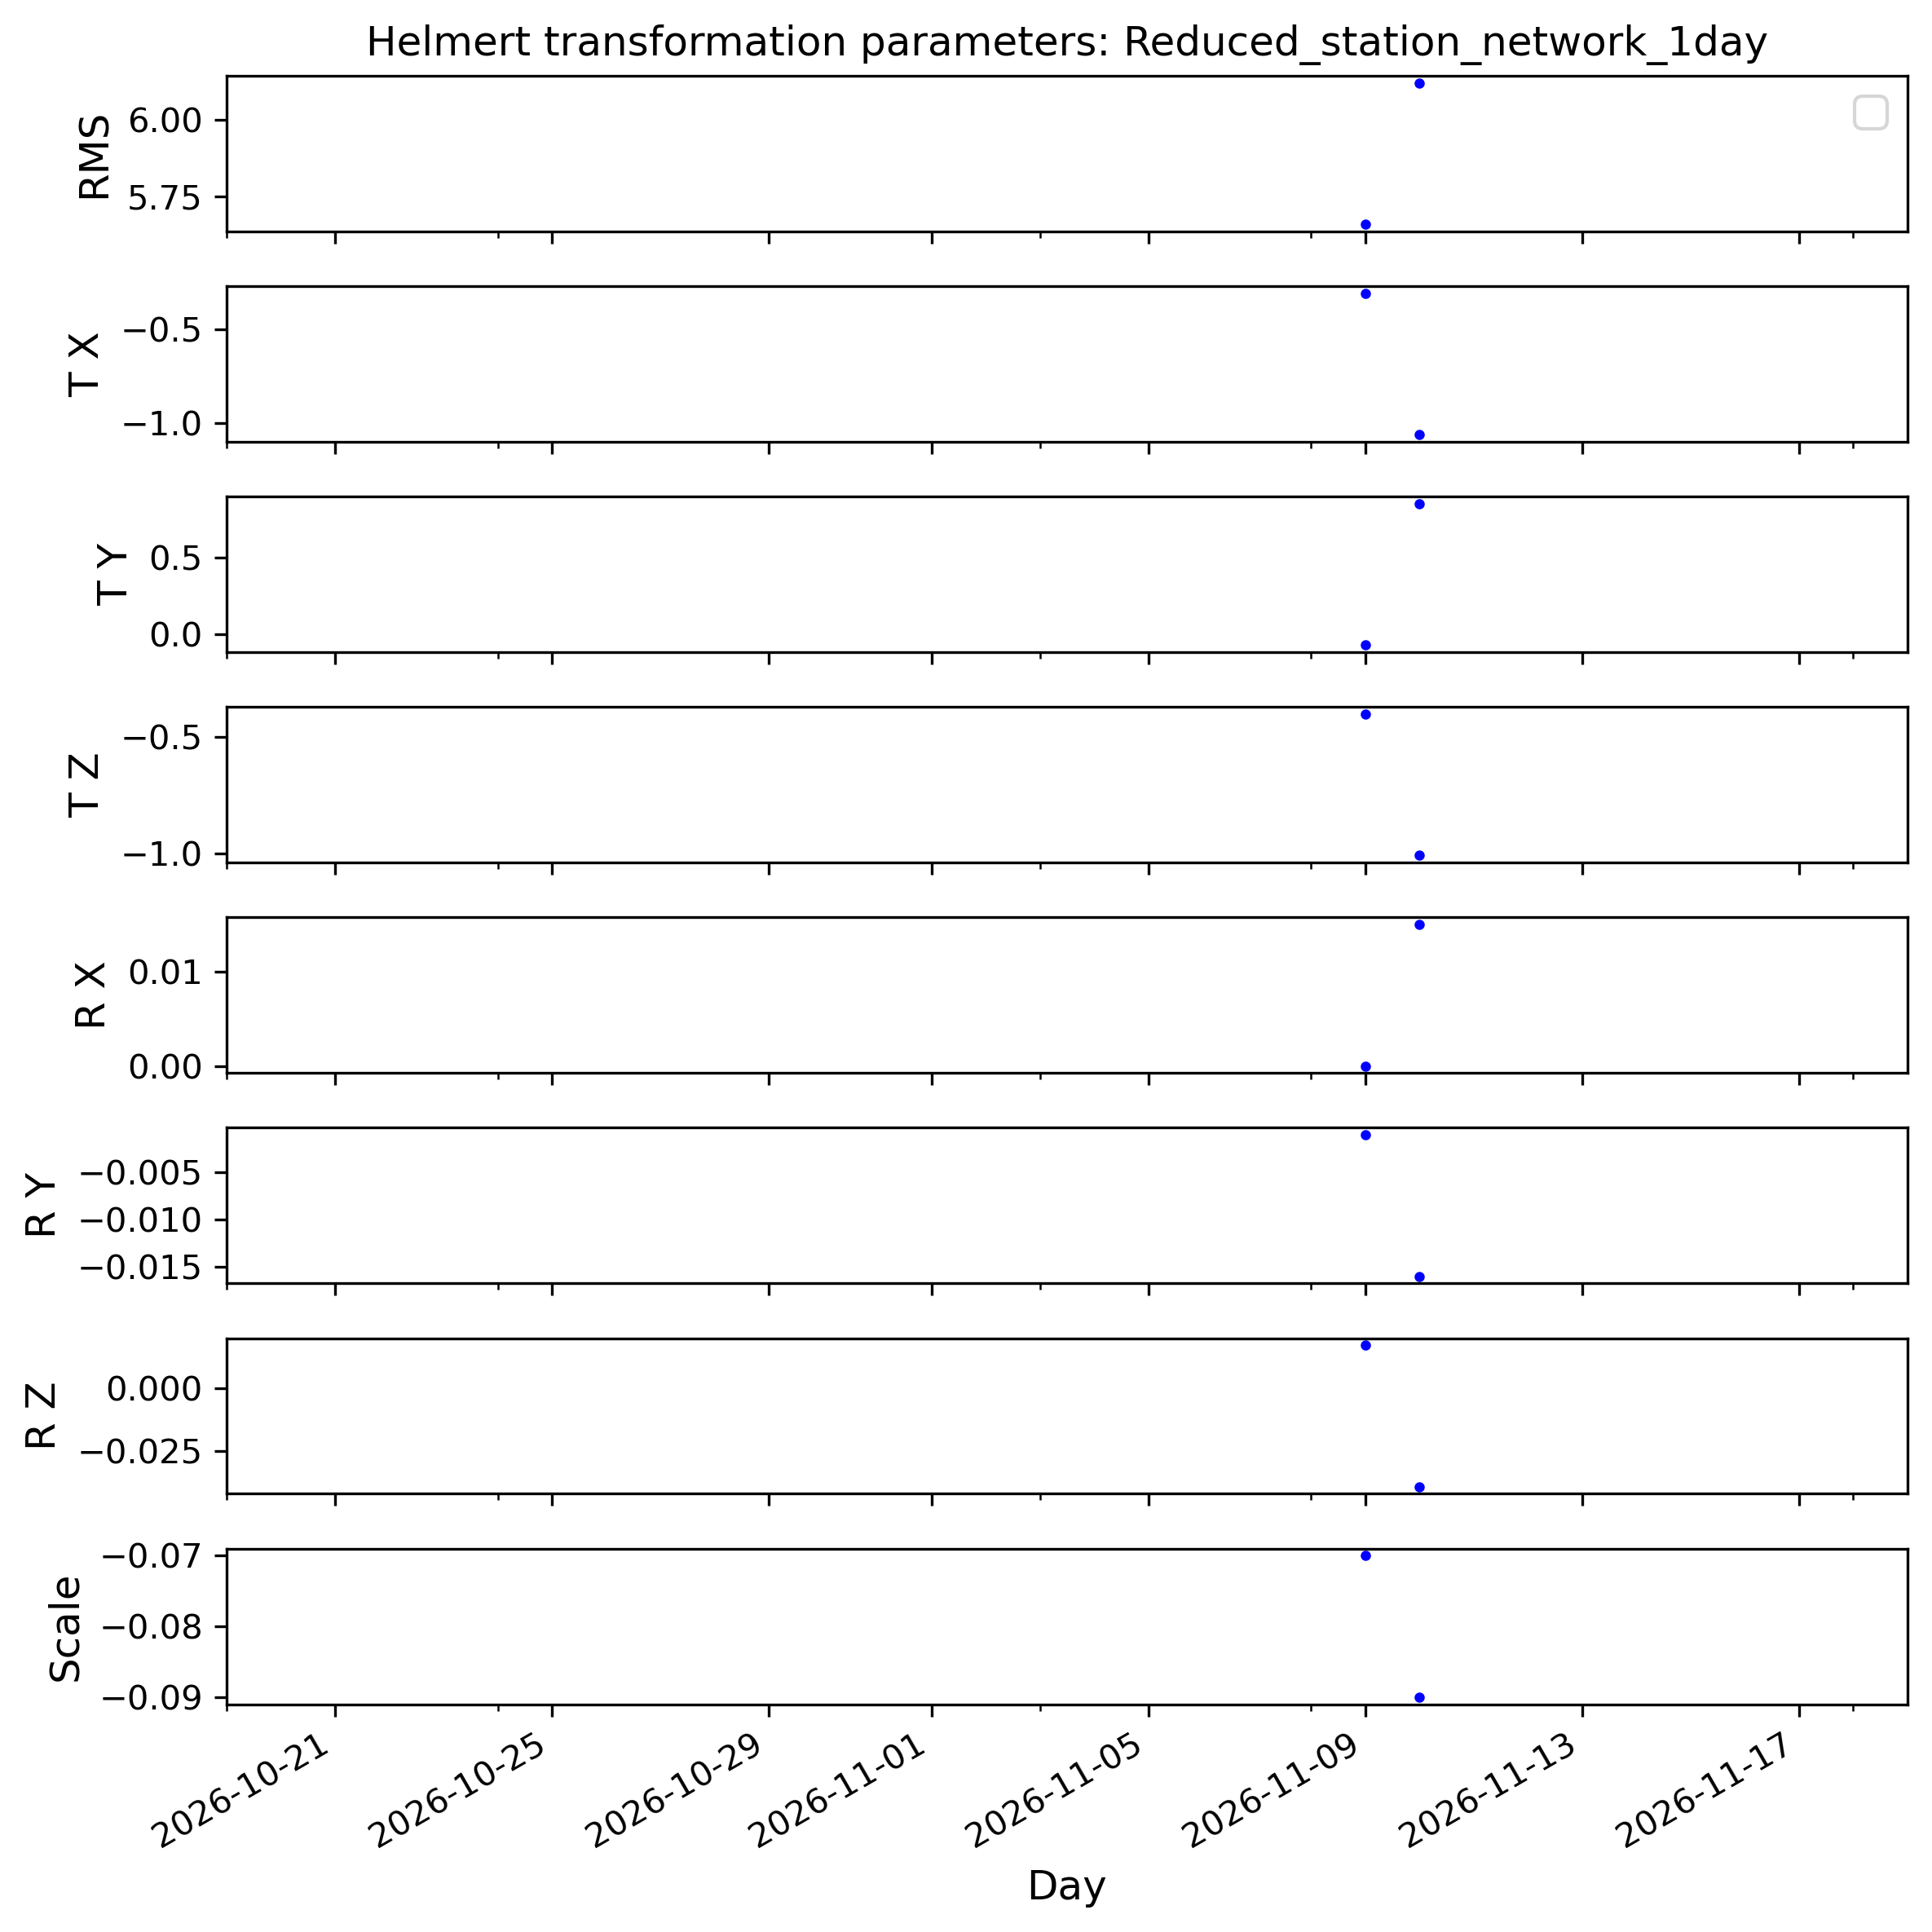 Helmert transformation parameters: Reduced_station_network_1day
RMS
6.00
5.75
T X
−0.5
−1.0
T Y
0.5
0.0
T Z
−0.5
−1.0
R X
0.01
0.00
R Y
−0.005
−0.010
−0.015
R Z
0.000
−0.025
Scale
−0.07
−0.08
−0.09
2026-10-21
2026-10-25
2026-10-29
2026-11-01
2026-11-05
2026-11-09
2026-11-13
2026-11-17
Day